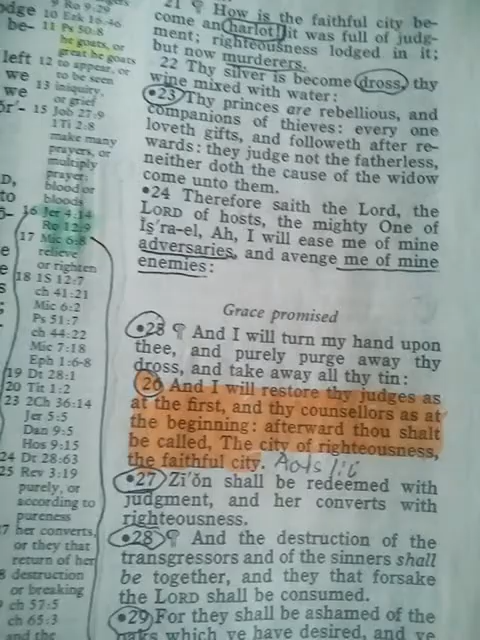 9 Ro 9:29
10 Ezk 16:46
11 Ps 50:8
he goats, or
great he goats
12 to appear, or
to be seen
13 iniquity,
or grief
15 Job 27:9
1 Ti 2:8
make many
prayers, or
multiply
prayer
blood or
bloods
16 Jer 4:14
Ro 12:9
17 Mic 6:8
relieve
or righten
18 1S 12:7
ch 41:21
Mic 6:2
Ps 51:7
ch 44:22
Mic 7:18
Eph 1:6-8
19 Dt 28:1
20 Tit 1:2
23 2Ch 36:14
Jer 5:5
Dan 9:5
Hos 9:15
24 Dt 28:63
25 Rev 3:19
purely, or
according to
pureness
her converts,
or they that
return of her
destruction
or breaking
ch 57:5
ch 65:3
and the
left
we
we
to
21 ¶ How is the faithful city be-
come an harlot! it was full of judg-
ment; righteousness lodged in it;
but now murderers.
22 Thy silver is become dross, thy
wine mixed with water:
•23 Thy princes are rebellious, and
companions of thieves: every one
loveth gifts, and followeth after re-
wards: they judge not the fatherless,
neither doth the cause of the widow
come unto them.
•24 Therefore saith the Lord, the
LORD of hosts, the mighty One of
Iş'ra-el, Ah, I will ease me of mine
adversaries, and avenge me of mine
enemies:
Grace promised
¶ And I will turn my hand upon
thee, and purely purge away thy
dross, and take away all thy tin:
26 And I will restore thy judges as
at the first, and thy counsellors as at
the beginning: afterward thou shalt
be called, The city of righteousness,
the faithful city. Acts
•27 Zi'ŏn shall be redeemed with
judgment, and her converts with
righteousness.
•28 ¶ And the destruction of the
transgressors and of the sinners shall
be together, and they that forsake
the LORD shall be consumed.
•29 For they shall be ashamed of the
oaks which ye have desired, and ye